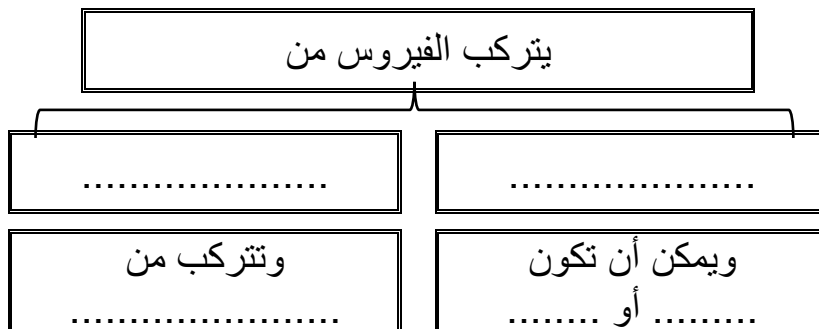 يتركب الفيروس من
.....................
.....................
ويمكن أن تكون
......... أو ........
وتتركب من
.......................